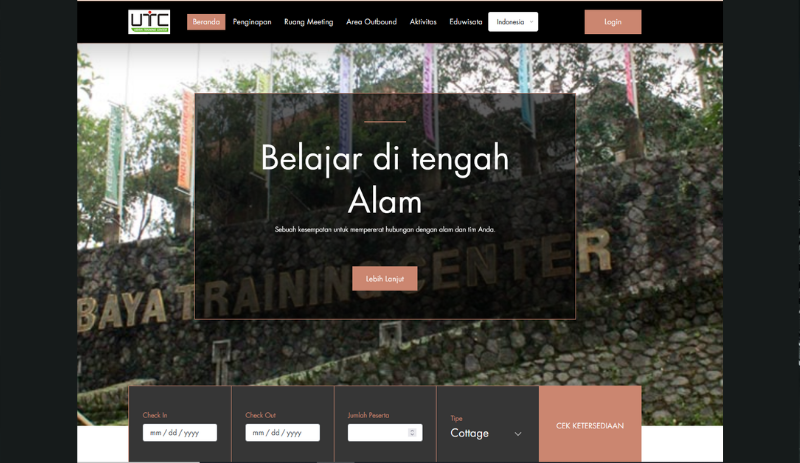 UTC
Beranda
Penginapan
Ruang Meeting
Area Outbound
Aktivitas
Eduwisata
Indonesia
Login
Belajar di tengah
Alam
Sebuah kesempatan untuk mempererat hubungan dengan alam dan tim Anda.
Lebih Lanjut
BAYA TRAINING CENTER
Check In
mm / dd / yyyy
Check Out
mm / dd / yyyy
Jumlah Peserta
Tipe
Cottage
CEK KETERSEDIAAN